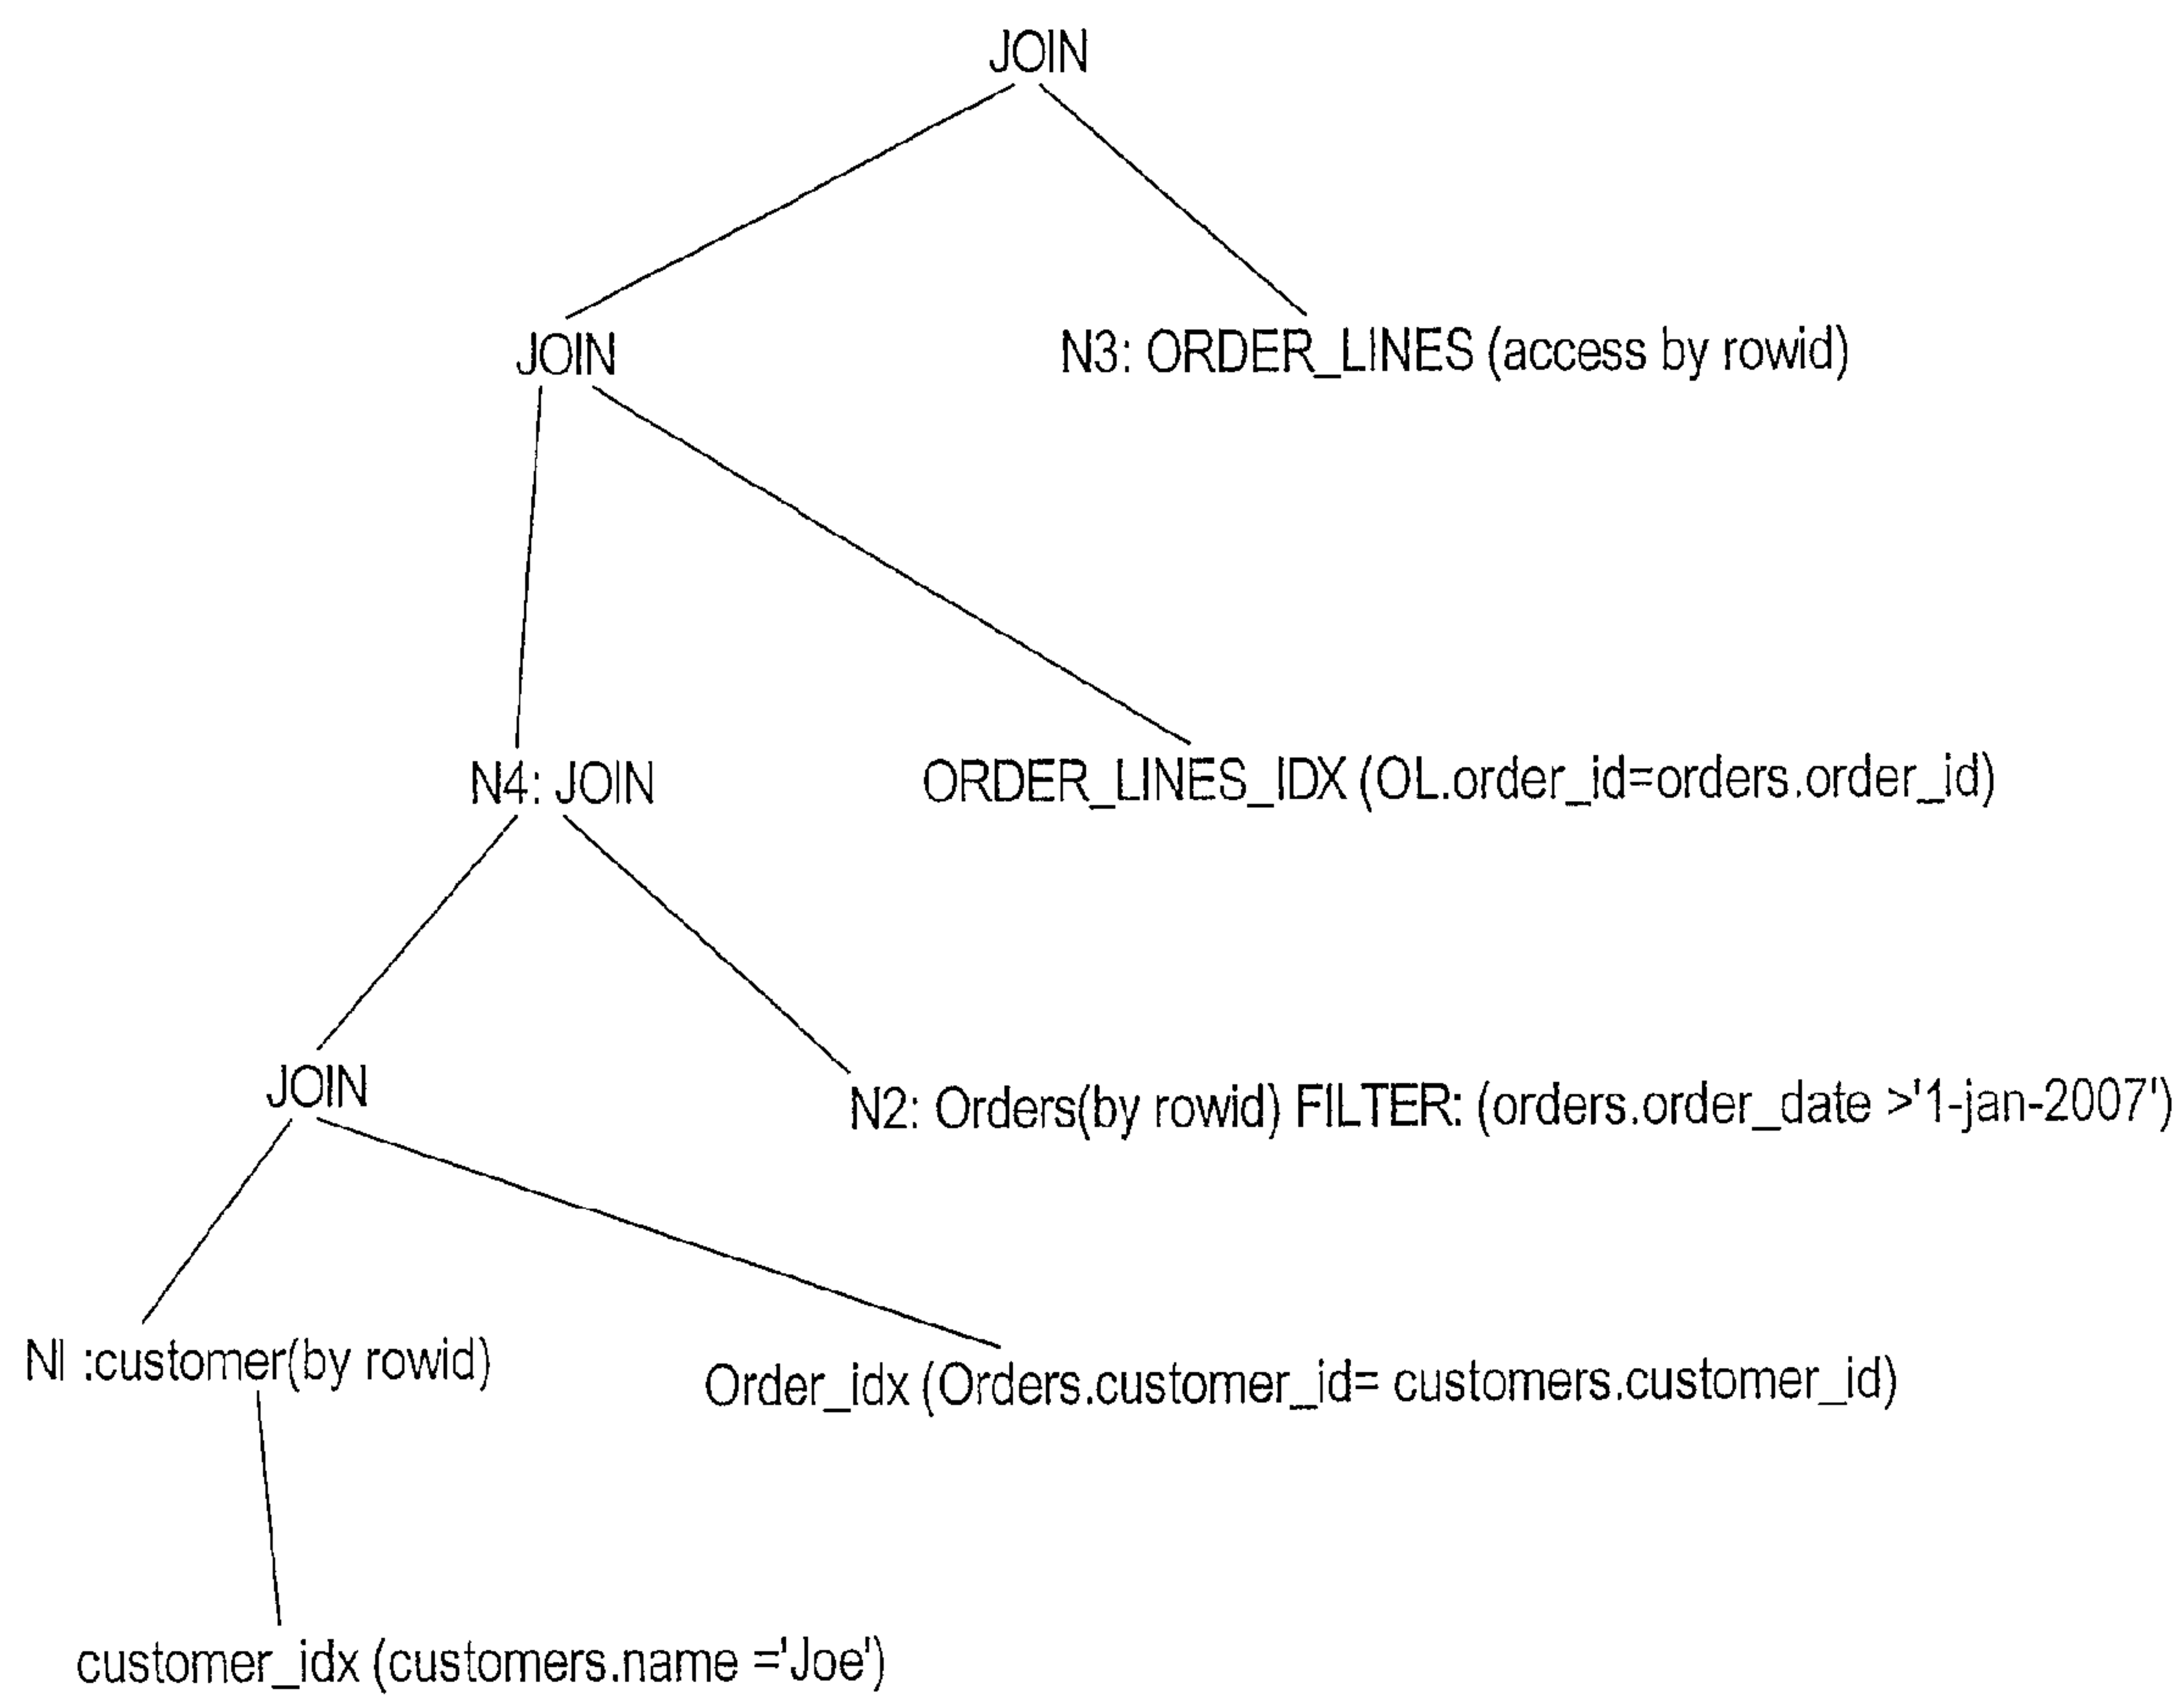 JOIN
JOIN
N3: ORDER_LINES (access by rowid)
N4: JOIN
ORDER_LINES_IDX (OL.order_id=orders.order_id)
JOIN
N2: Orders(by rowid) FILTER: (orders.order_date >'1-jan-2007')
NI :customer(by rowid)
Order_idx (Orders.customer_id= customers.customer_id)
customer_idx (customers.name ='Joe')